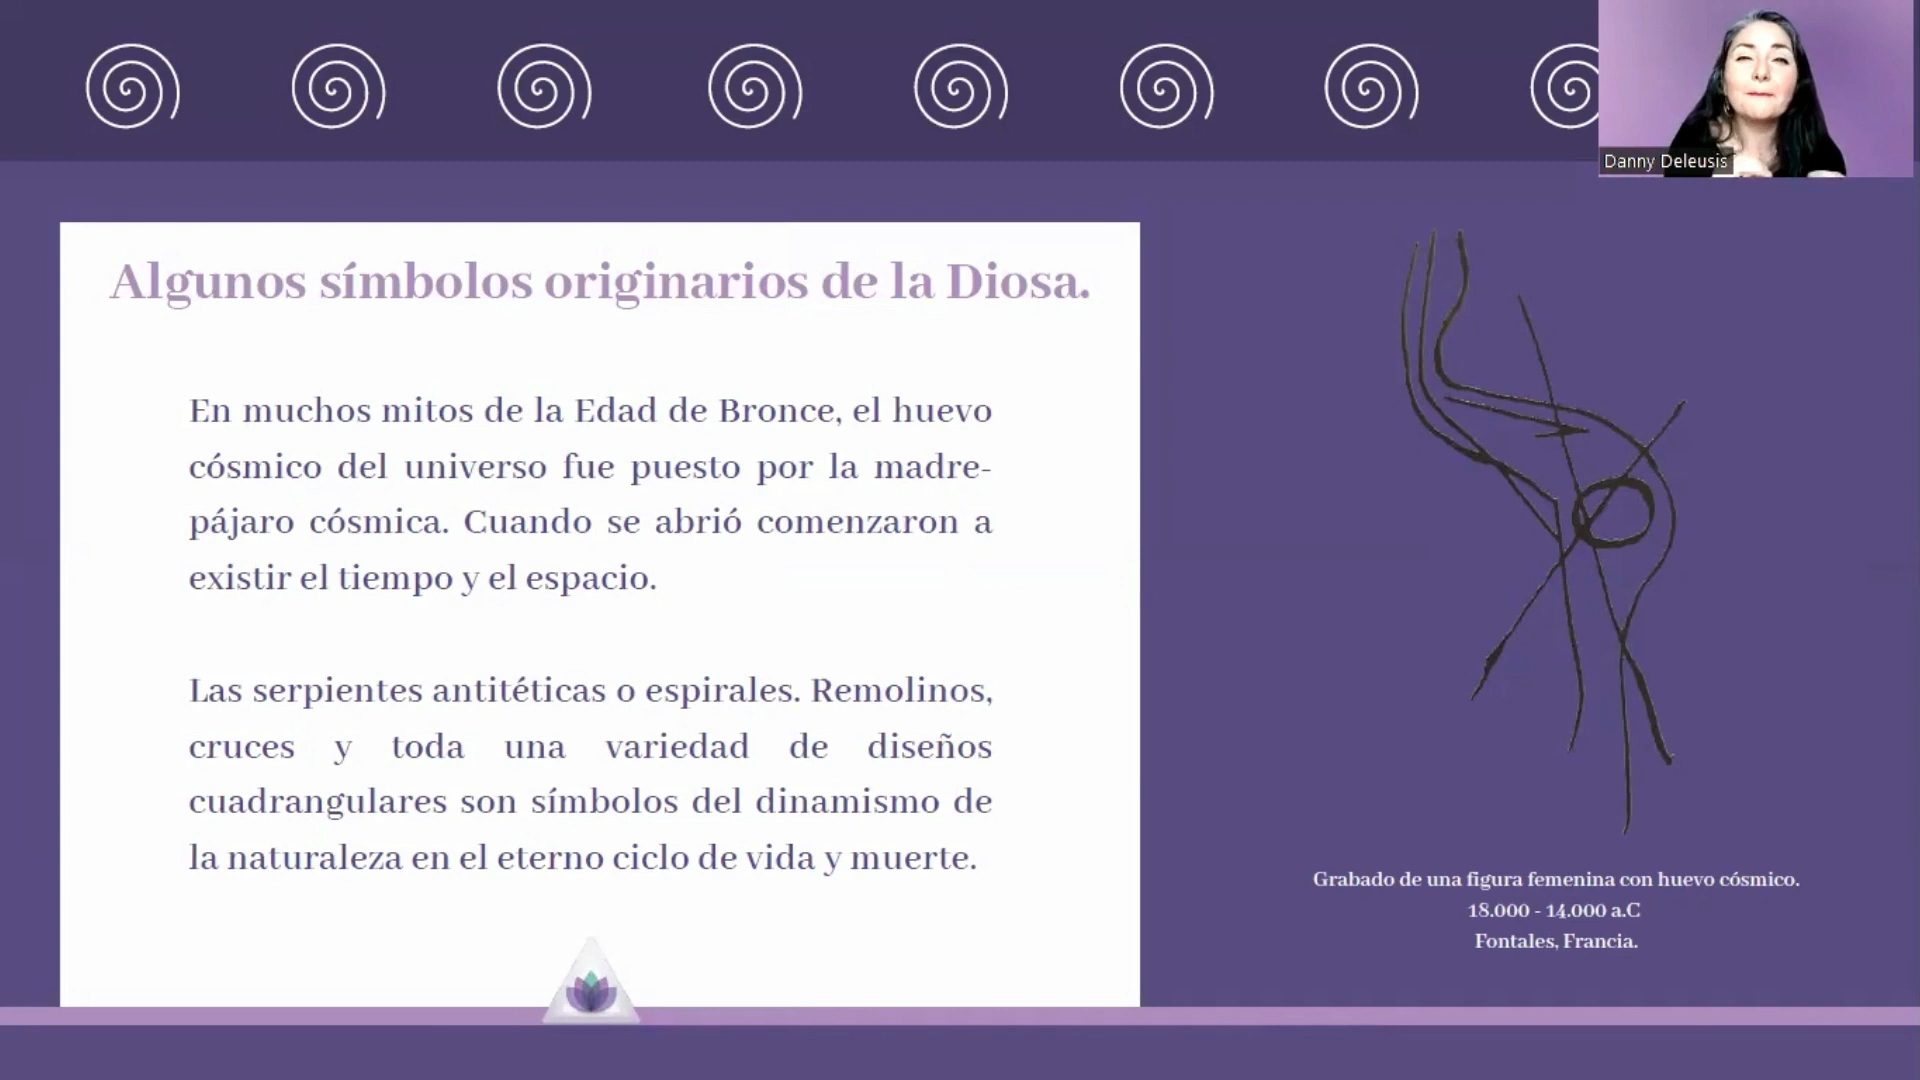 Danny Deleusis
Algunos símbolos originarios de la Diosa.
En muchos mitos de la Edad de Bronce, el huevo
cósmico del universo fue puesto por la madre-
pájaro cósmica. Cuando se abrió comenzaron a
existir el tiempo y el espacio.
Las serpientes antitéticas o espirales. Remolinos,
cruces y toda una variedad de diseños
cuadrangulares son símbolos del dinamismo de
la naturaleza en el eterno ciclo de vida y muerte.
Grabado de una figura femenina con huevo cósmico.
18.000 - 14.000 a.C
Fontales, Francia.